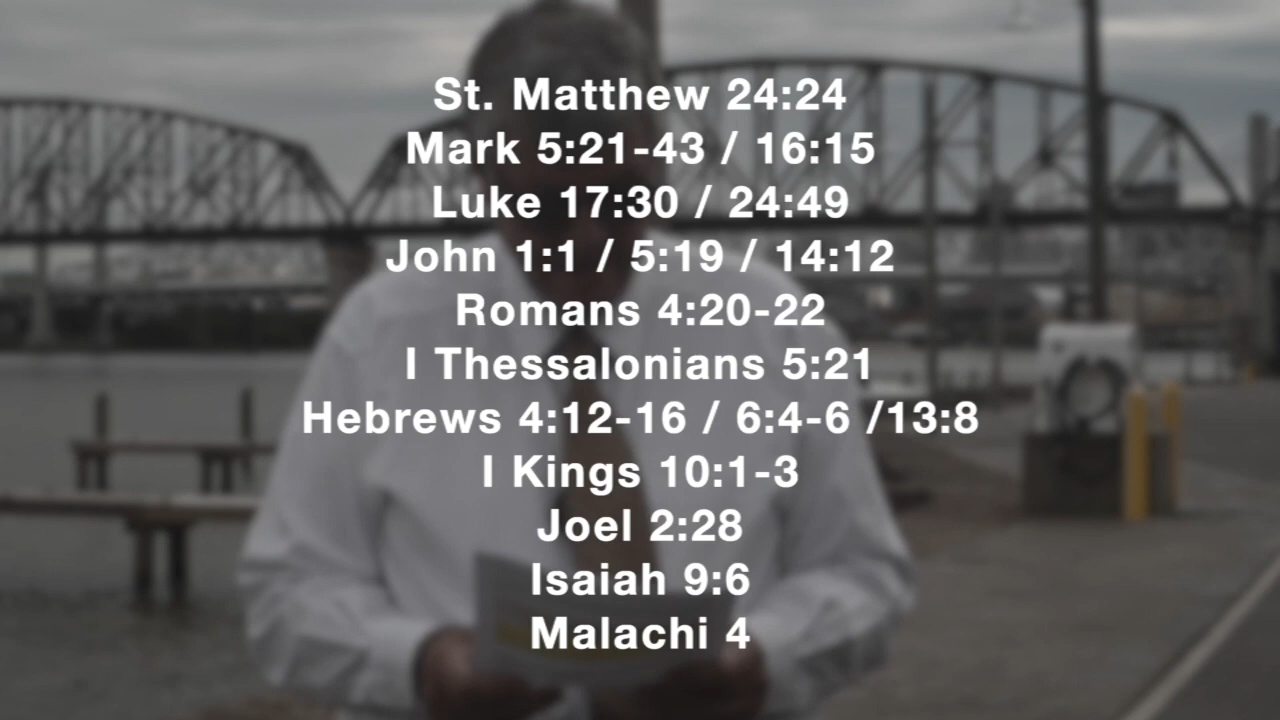 St. Matthew 24:24
Mark 5:21-43 / 16:15
Luke 17:30 / 24:49
John 1:1 / 5:19 / 14:12
Romans 4:20-22
I Thessalonians 5:21
Hebrews 4:12-16 / 6:4-6 /13:8
I Kings 10:1-3
Joel 2:28
Isaiah 9:6
Malachi 4